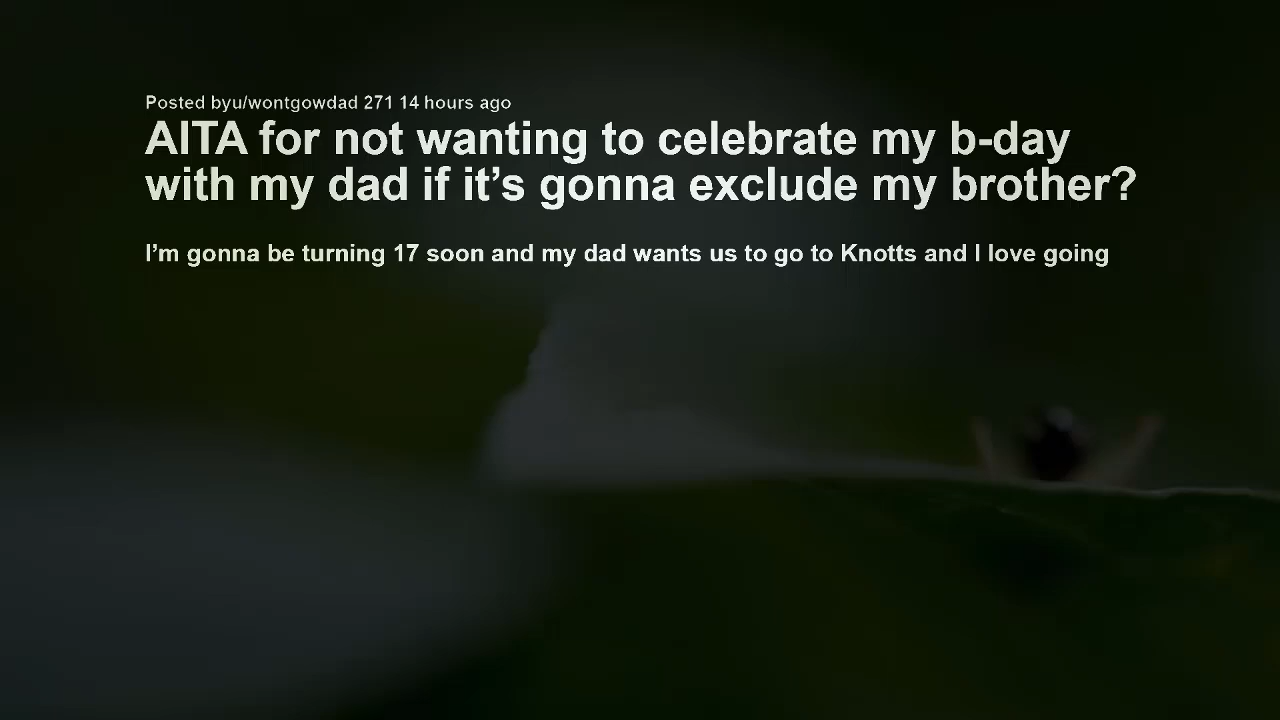 Posted byu/wontgowdad 271 14 hours ago
AITA for not wanting to celebrate my b-day
with my dad if it’s gonna exclude my brother?
I’m gonna be turning 17 soon and my dad wants us to go to Knotts and I love going